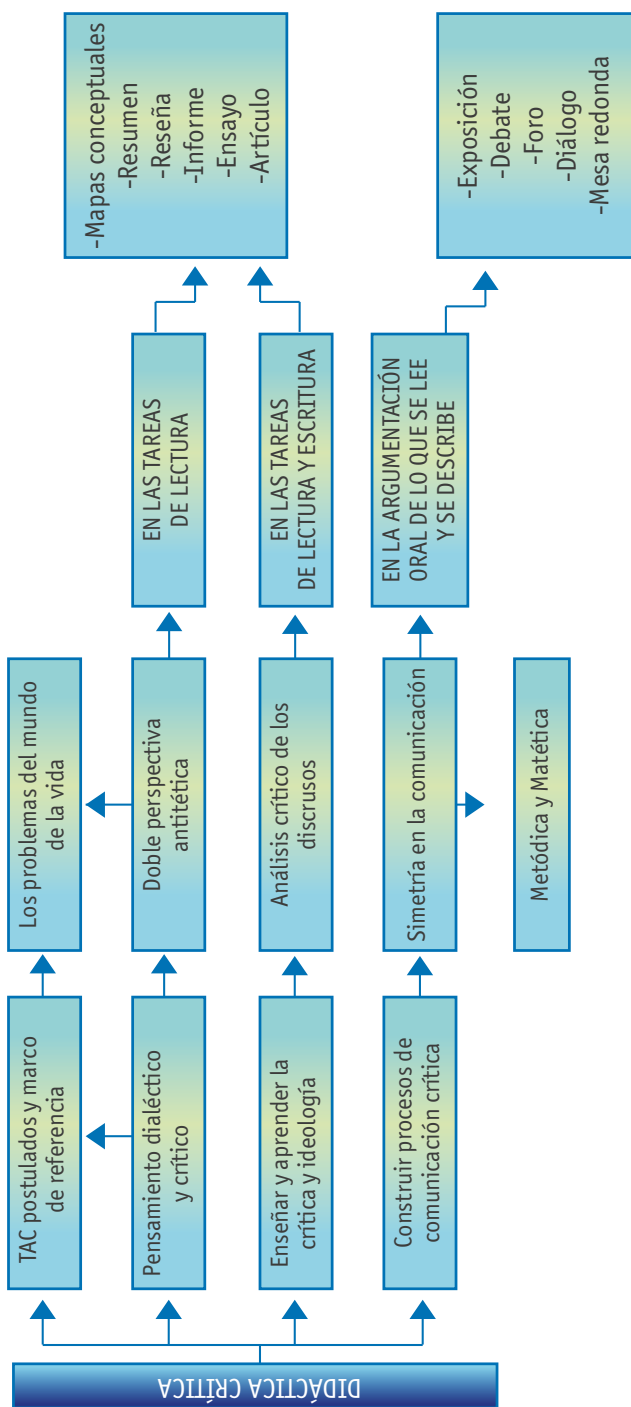 DIDÁCTICA CRÍTICA
TAC postulados y marco
de referencia
Los problemas del mundo
de la vida
Pensamiento dialéctico
y crítico
Doble perspectiva
antitética
EN LAS TAREAS
DE LECTURA
Enseñar y aprender la
crítica y ideología
Análisis crítico de los
discrusos
EN LAS TAREAS
DE LECTURA Y ESCRITURA
-Mapas conceptuales
-Resumen
-Reseña
-Informe
-Ensayo
-Artículo
Construir procesos de
comunicación crítica
Simetría en la comunicación
EN LA ARGUMENTACIÓN
ORAL DE LO QUE SE LEE
Y SE DESCRIBE
-Exposición
-Debate
-Foro
-Diálogo
-Mesa redonda
Metódica y Matética